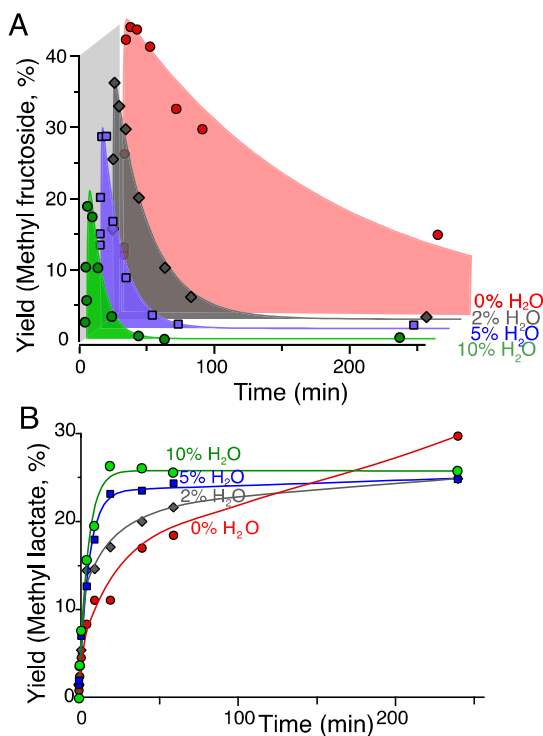 A
Yield (Methyl fructoside, %)
40
30
20
10
0
0% H2O
2% H2O
5% H2O
10% H2O
0 100 200
Time (min)
B
Yield (Methyl lactate, %)
30
20
10
0
10% H2O
5% H2O
2% H2O
0% H2O
0 100 200
Time (min)